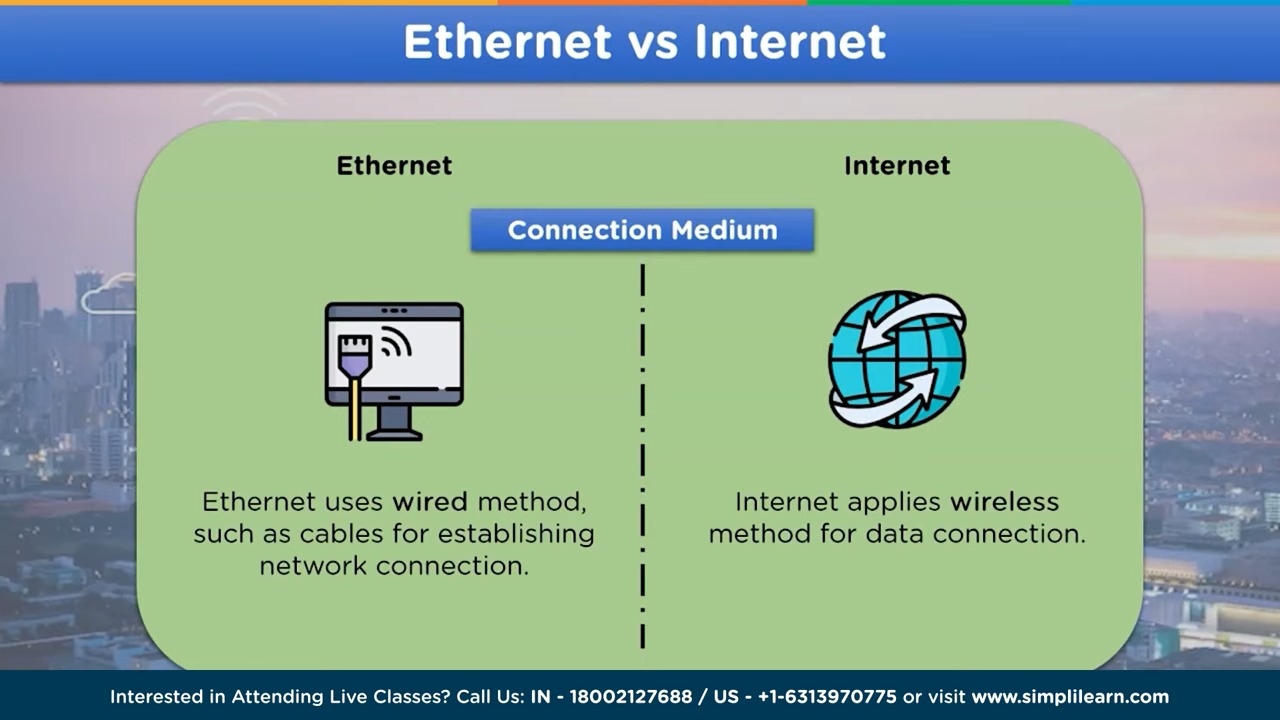 Ethernet vs Internet
Ethernet
Internet
Connection Medium
Ethernet uses wired method,
such as cables for establishing
network connection.
Internet applies wireless
method for data connection.
Interested in Attending Live Classes? Call Us: IN - 18002127688 / US - +1-6313970775 or visit www.simplilearn.com